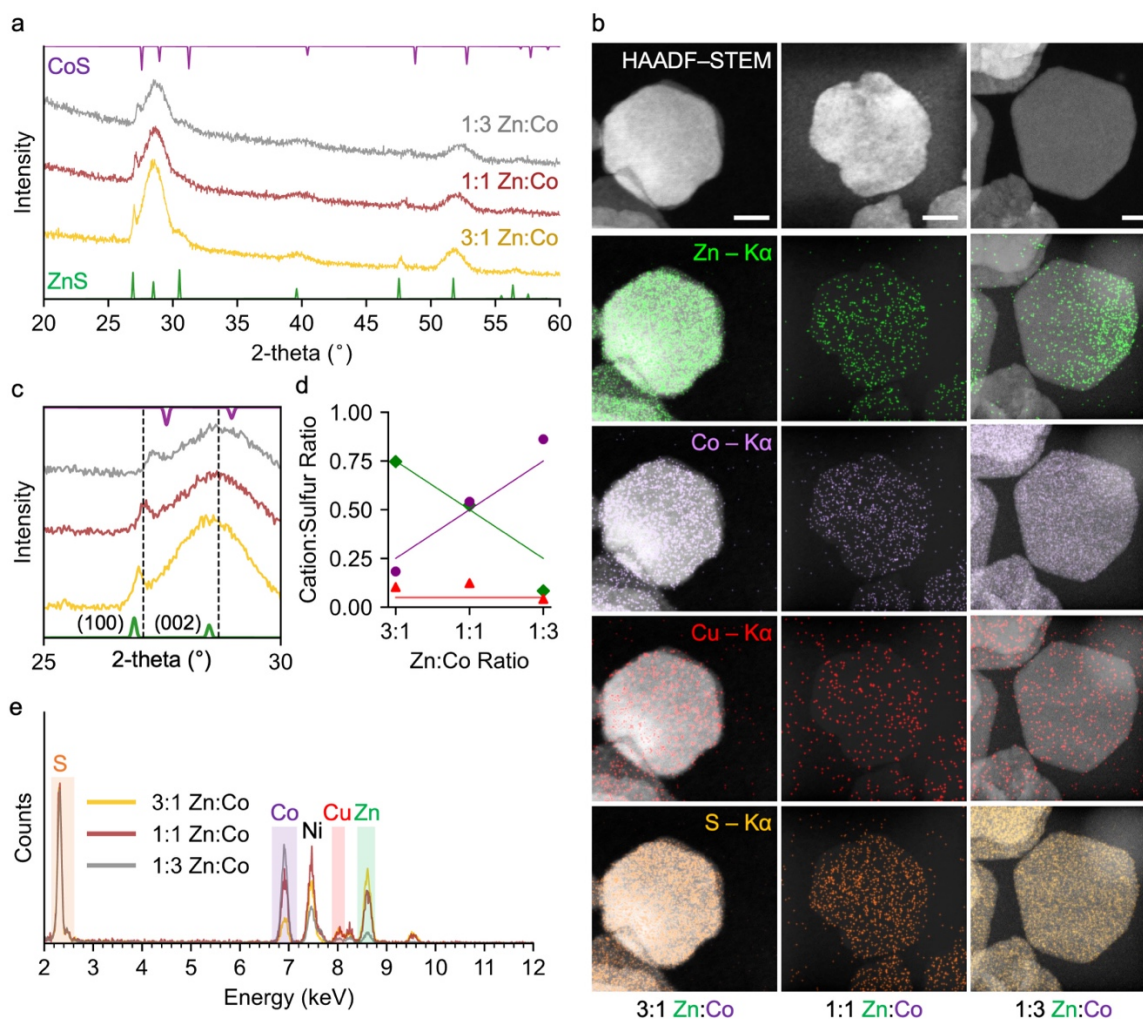 a
CoS
1:3 Zn:Co
1:1 Zn:Co
3:1 Zn:Co
ZnS
Intensity
20 25 30 35 40 45 50 55 60
2-theta (°)
b
HAADF–STEM
Zn – Kα
Co – Kα
Cu – Kα
S – Kα
3:1 Zn:Co
1:1 Zn:Co
1:3 Zn:Co
c
Intensity
(100)
(002)
25 30
2-theta (°)
d
Cation:Sulfur Ratio
1.00
0.75
0.50
0.25
0.00
3:1 1:1 1:3
Zn:Co Ratio
e
Counts
S
Co
Ni
Cu
Zn
3:1 Zn:Co
1:1 Zn:Co
1:3 Zn:Co
2 3 4 5 6 7 8 9 10 11 12
Energy (keV)